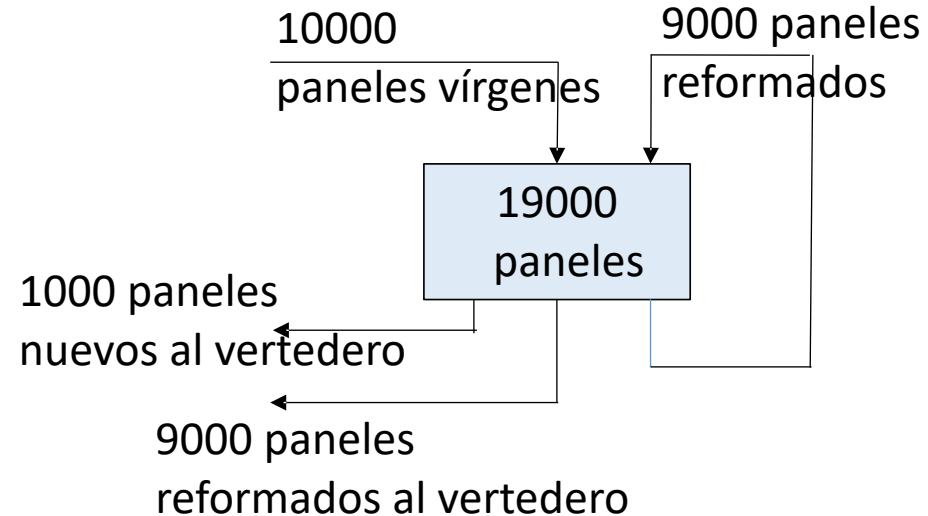 10000
paneles vírgenes
9000 paneles
reformados
19000
paneles
1000 paneles
nuevos al vertedero
9000 paneles
reformados al vertedero